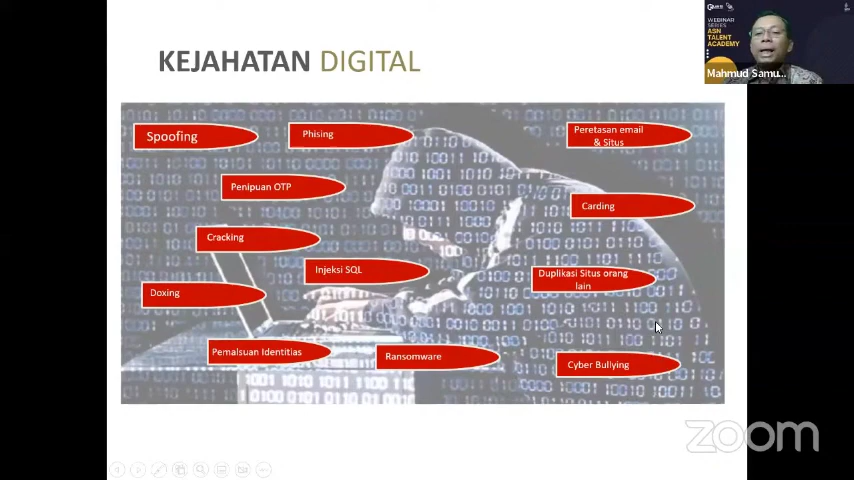 KEJAHATAN DIGITAL
WEBINAR
SERIES
ASN
TALENT
ACADEMY
Mahmud Samu...
Spoofing
Phising
Peretasan email
& Situs
Penipuan OTP
Carding
Cracking
Injeksi SQL
Duplikasi Situs orang
lain
Doxing
Pemalsuan Identitias
Ransomware
Cyber Bullying
zoom